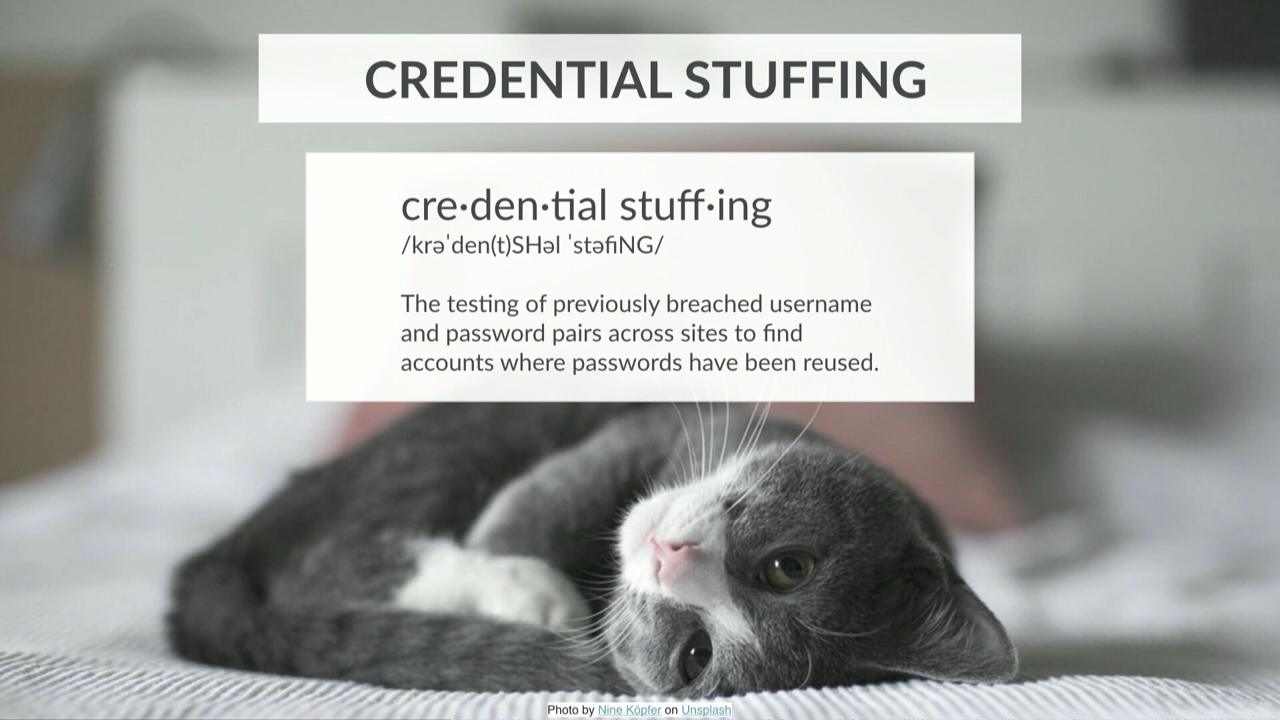 CREDENTIAL STUFFING
cre·den·tial stuff·ing
/krəˈden(t)SHəl ˈstəfiNG/
The testing of previously breached username
and password pairs across sites to find
accounts where passwords have been reused.
Photo by Nine Köpfer on Unsplash